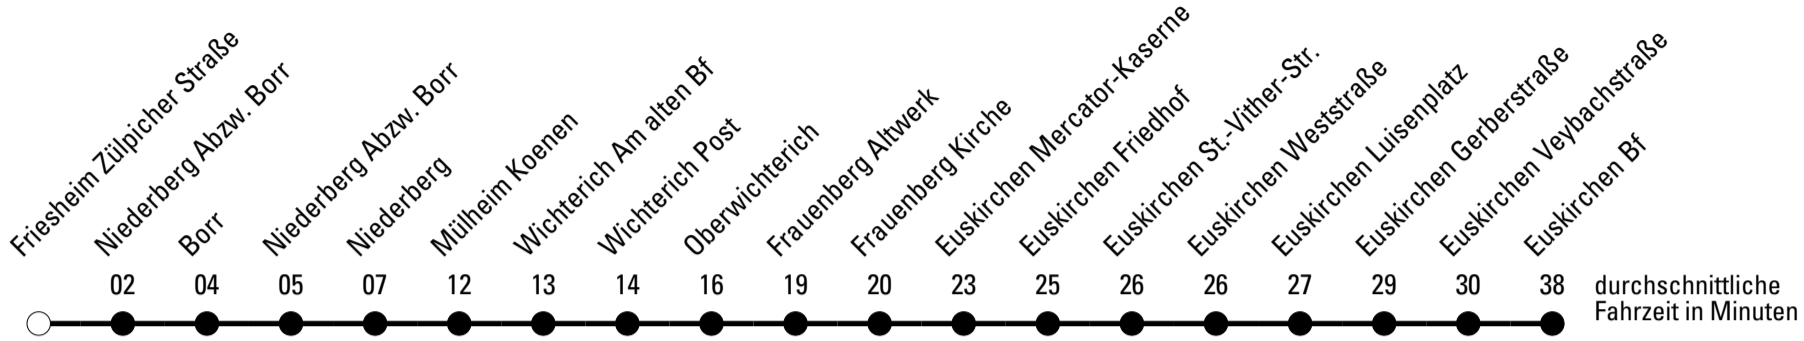 Friesheim Zülpicher Straße
Niederberg Abzw. Borr
Borr
Niederberg Abzw. Borr
Niederberg
Mülheim Koenen
Wichterich Am alten Bf
Wichterich Post
Oberwichterich
Frauenberg Altwerk
Frauenberg Kirche
Euskirchen Mercator-Kaserne
Euskirchen Friedhof
Euskirchen St.-Vither-Str.
Euskirchen Weststraße
Euskirchen Luisenplatz
Euskirchen Gerberstraße
Euskirchen Veybachstraße
Euskirchen Bf
02 04 05 07 12 13 14 16 19 20 23 25 26 26 27 29 30 38
durchschnittliche
Fahrzeit in Minuten